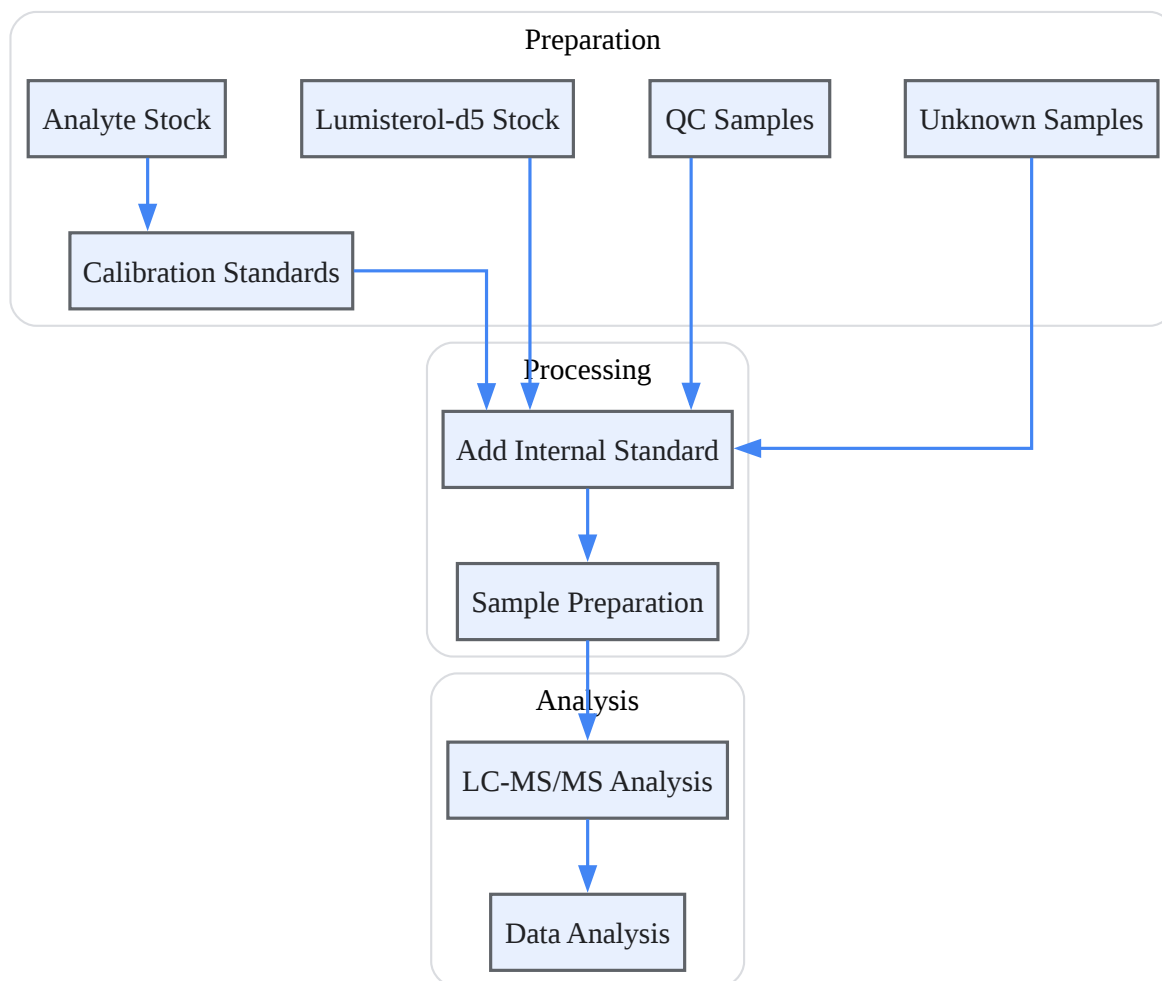 Preparation
Analyte Stock
Lumisterol-d5 Stock
QC Samples
Unknown Samples
Calibration Standards
Processing
Add Internal Standard
Sample Preparation
Analysis
LC-MS/MS Analysis
Data Analysis